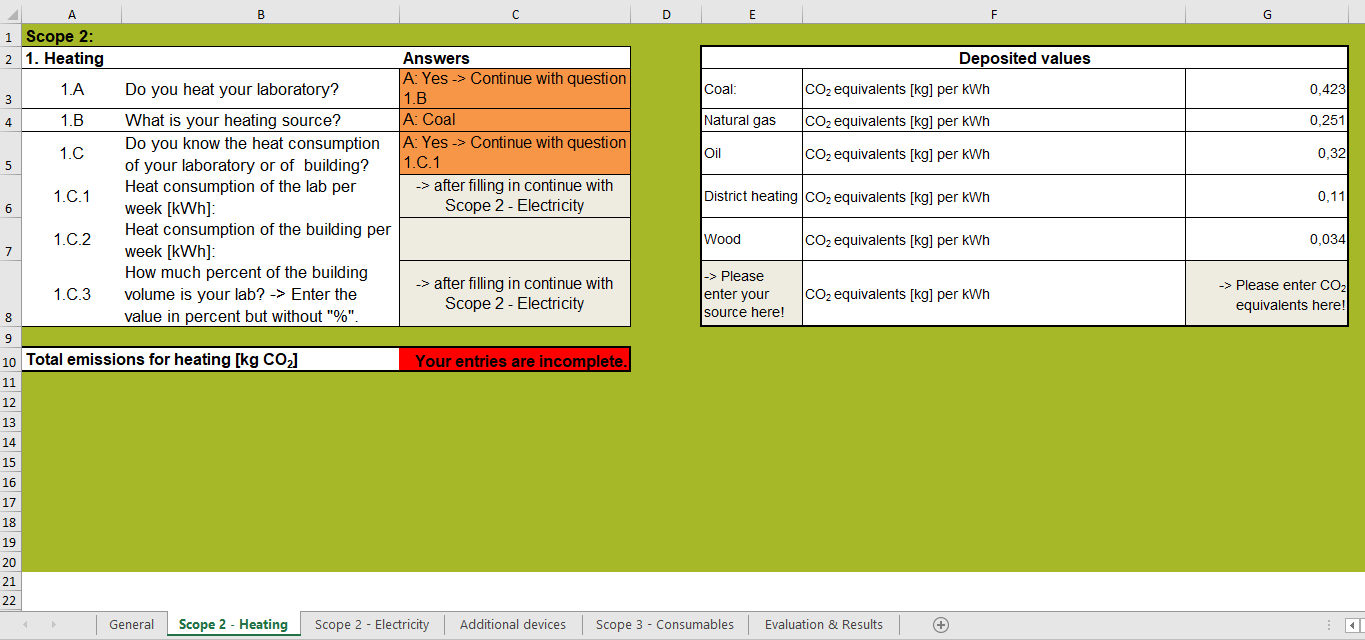 A B C D E F G
1 Scope 2:
2 1. Heating Answers Deposited values
3 1.A Do you heat your laboratory? A: Yes -> Continue with question
1.B
Coal: CO₂ equivalents [kg] per kWh 0,423
4 1.B What is your heating source? A: Coal Natural gas CO₂ equivalents [kg] per kWh 0,251
5 1.C Do you know the heat consumption
of your laboratory or of building?
A: Yes -> Continue with question
1.C.1
Oil CO₂ equivalents [kg] per kWh 0,32
6 1.C.1 Heat consumption of the lab per
week [kWh]:
-> after filling in continue with
Scope 2 - Electricity
District heating CO₂ equivalents [kg] per kWh 0,11
7 1.C.2 Heat consumption of the building per
week [kWh]:
Wood CO₂ equivalents [kg] per kWh 0,034
8 1.C.3 How much percent of the building
volume is your lab? -> Enter the
value in percent but without "%".
-> after filling in continue with
Scope 2 - Electricity
-> Please
enter your
source here!
CO₂ equivalents [kg] per kWh
-> Please enter CO₂
equivalents here!
9
10 Total emissions for heating [kg CO₂] Your entries are incomplete.
11
12
13
14
15
16
17
18
19
20
21
22
General Scope 2 - Heating Scope 2 - Electricity Additional devices Scope 3 - Consumables Evaluation & Results